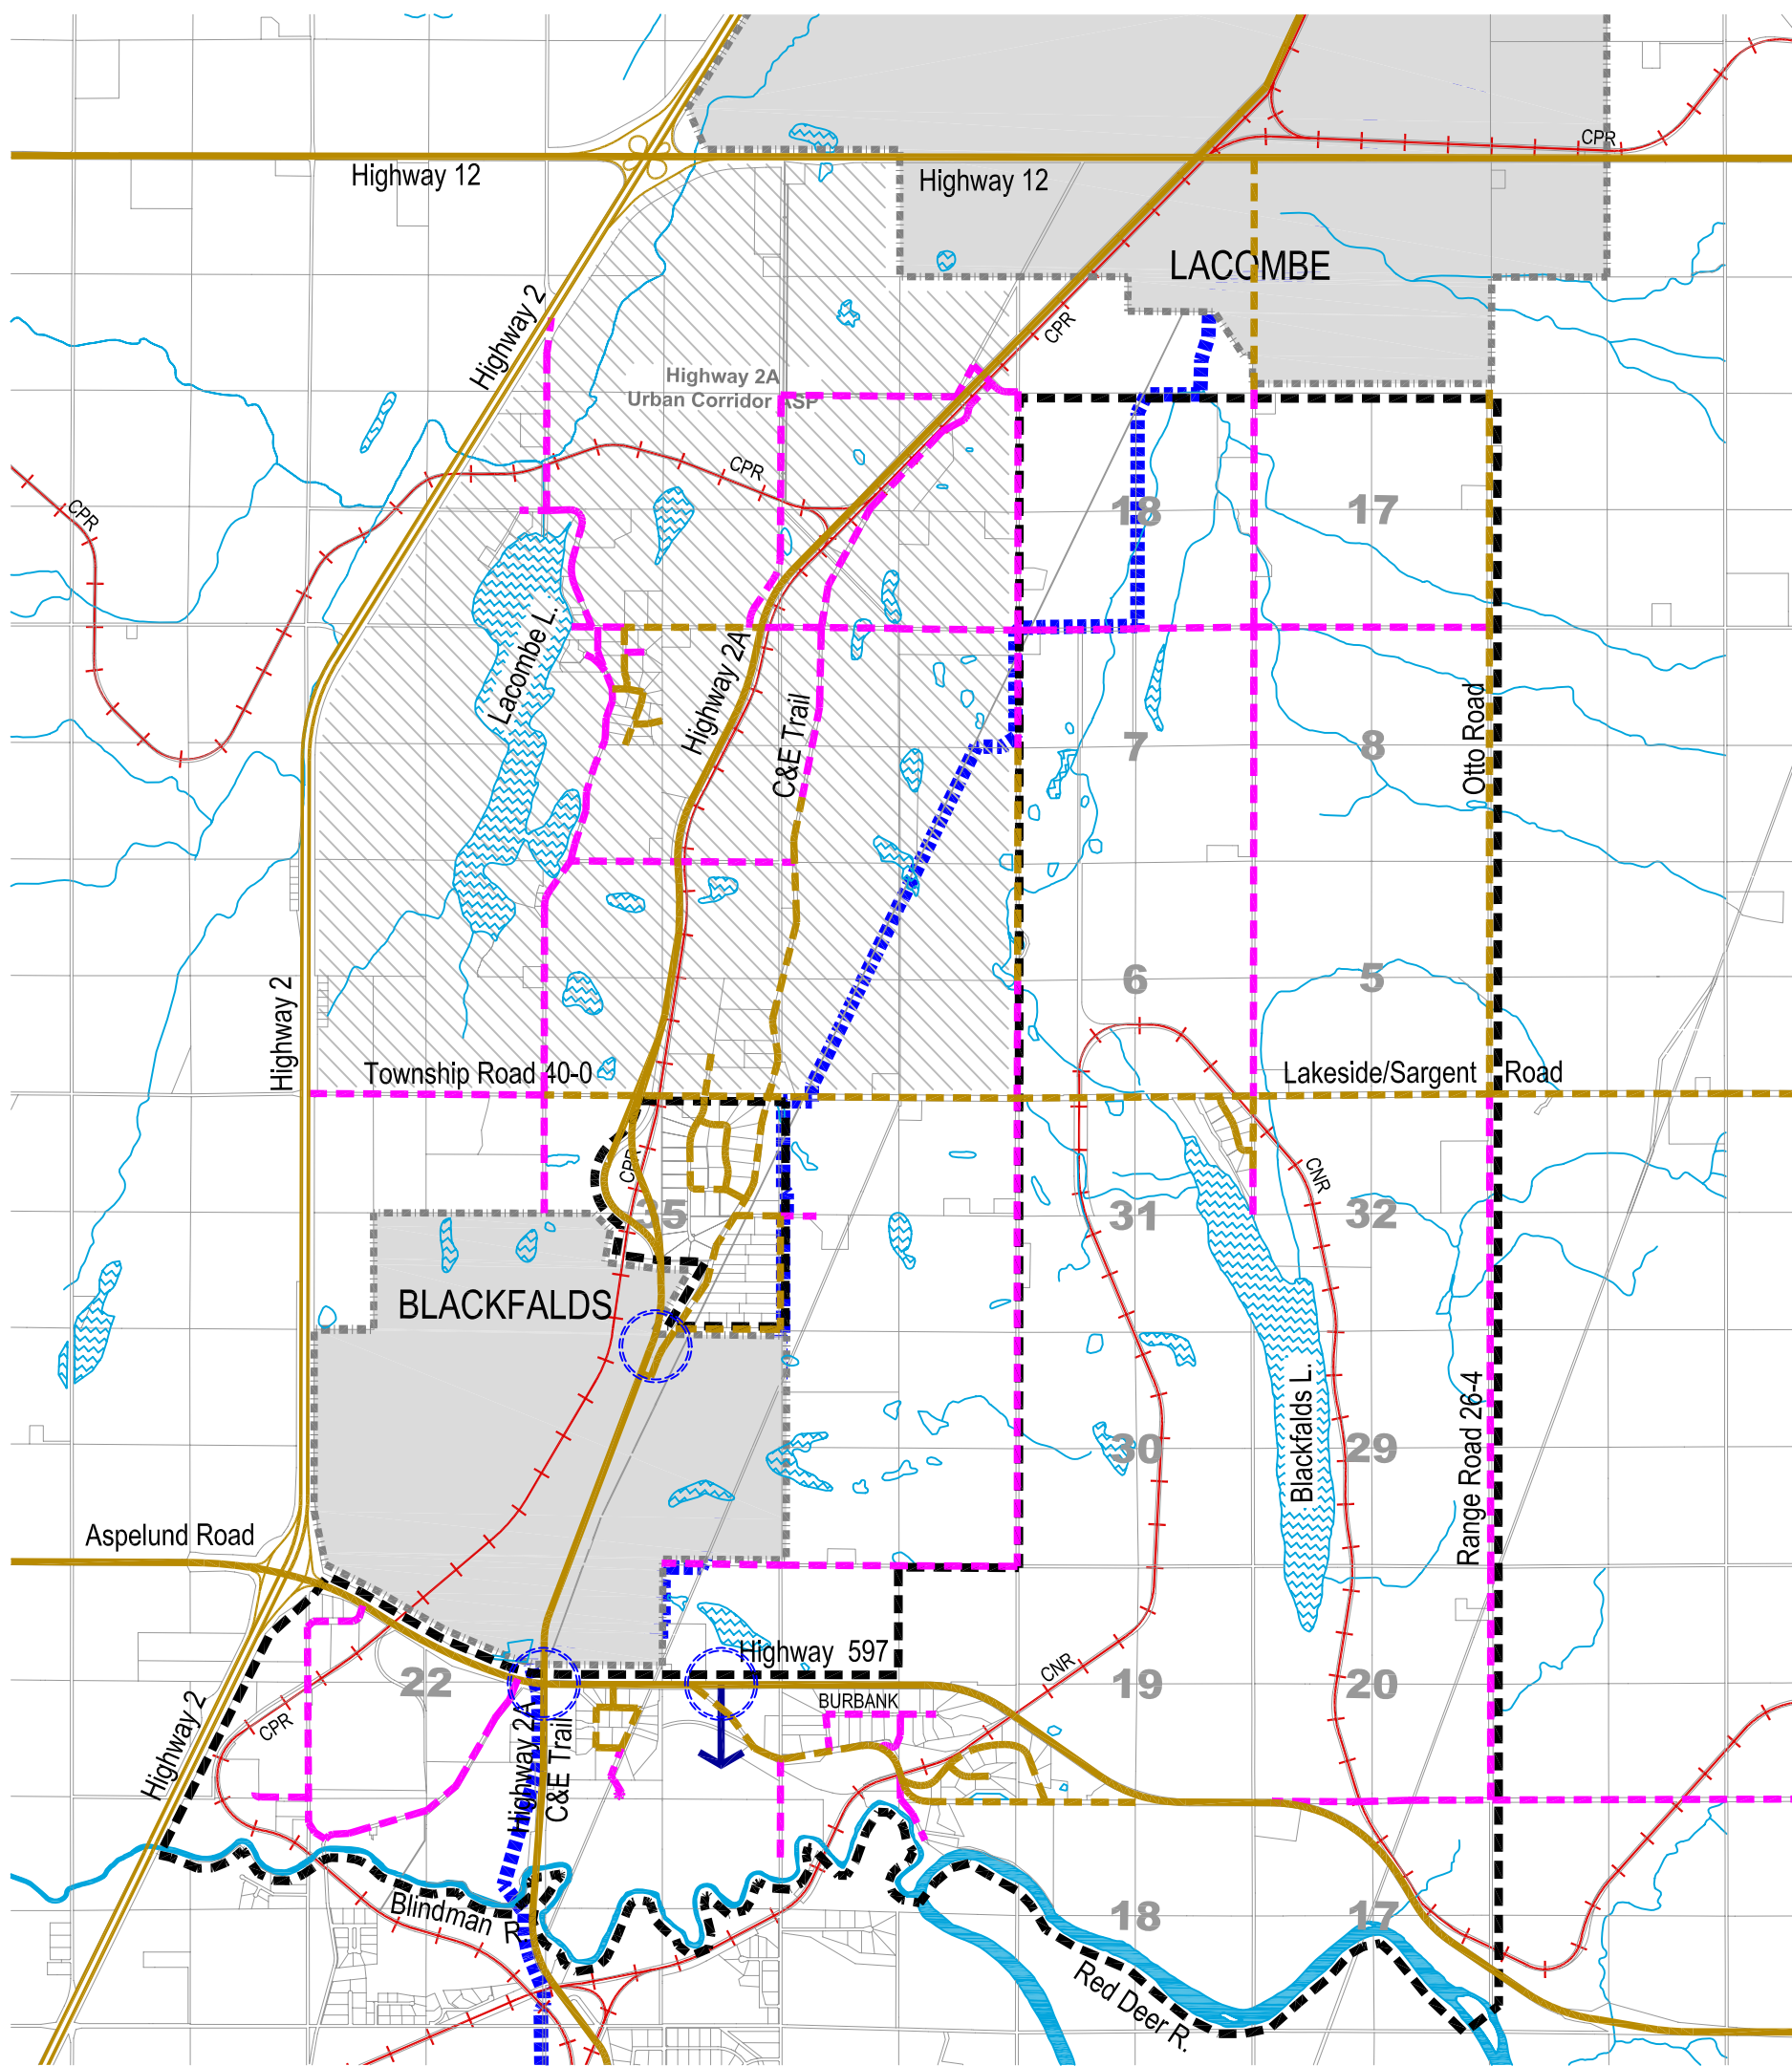 CPR
Highway 12
Highway 12
LACOMBE
Highway 2
CPR
Highway 2A
Urban Corridor ASP
CPR
CPR
18
17
Lacombe L.
Highway 2A
C&E Trail
7
8
Otto Road
6
5
Highway 2
Township Road 40-0
Lakeside/Sargent
Road
CPR
35
31
CNR
32
BLACKFALDS
Blackfalds L.
Range Road 26-4
30
29
Aspelund Road
Highway 597
22
CNR
19
20
BURBANK
Highway 2
CPR
Highway 2A
C&E Trail
Blindman R.
18
17
Red Deer R.